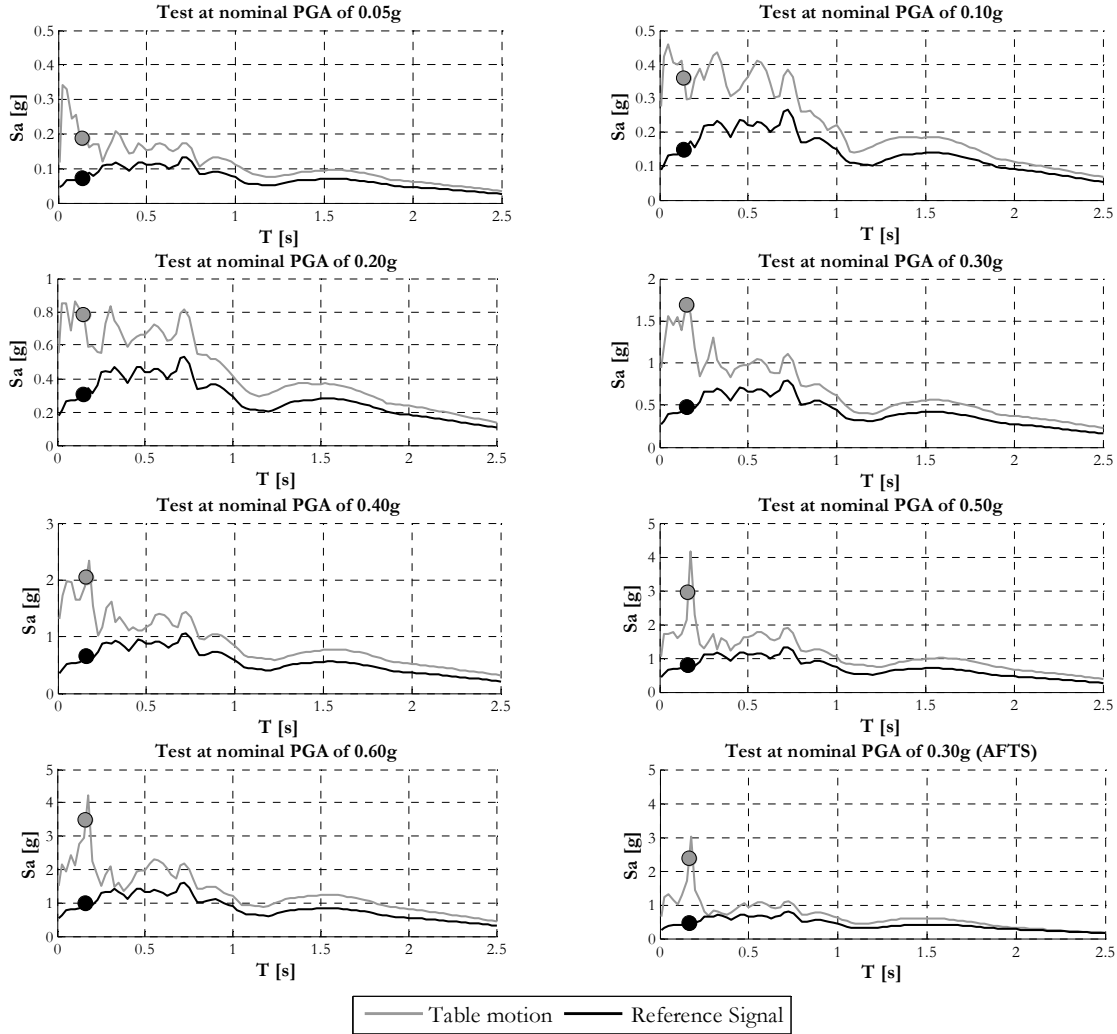 Test at nominal PGA of 0.05g
0.5
0.4
0.3
0.2
0.1
0
Sa [g]
0 0.5 1 1.5 2 2.5
T [s]
Test at nominal PGA of 0.10g
0.5
0.4
0.3
0.2
0.1
0
Sa [g]
0 0.5 1 1.5 2 2.5
T [s]
Test at nominal PGA of 0.20g
1
0.8
0.6
0.4
0.2
0
Sa [g]
0 0.5 1 1.5 2 2.5
T [s]
Test at nominal PGA of 0.30g
2
1.5
1
0.5
0
Sa [g]
0 0.5 1 1.5 2 2.5
T [s]
Test at nominal PGA of 0.40g
3
2
1
0
Sa [g]
0 0.5 1 1.5 2 2.5
T [s]
Test at nominal PGA of 0.50g
5
4
3
2
1
0
Sa [g]
0 0.5 1 1.5 2 2.5
T [s]
Test at nominal PGA of 0.60g
5
4
3
2
1
0
Sa [g]
0 0.5 1 1.5 2 2.5
T [s]
Test at nominal PGA of 0.30g (AFTS)
5
4
3
2
1
0
Sa [g]
0 0.5 1 1.5 2 2.5
T [s]
Table motion Reference Signal